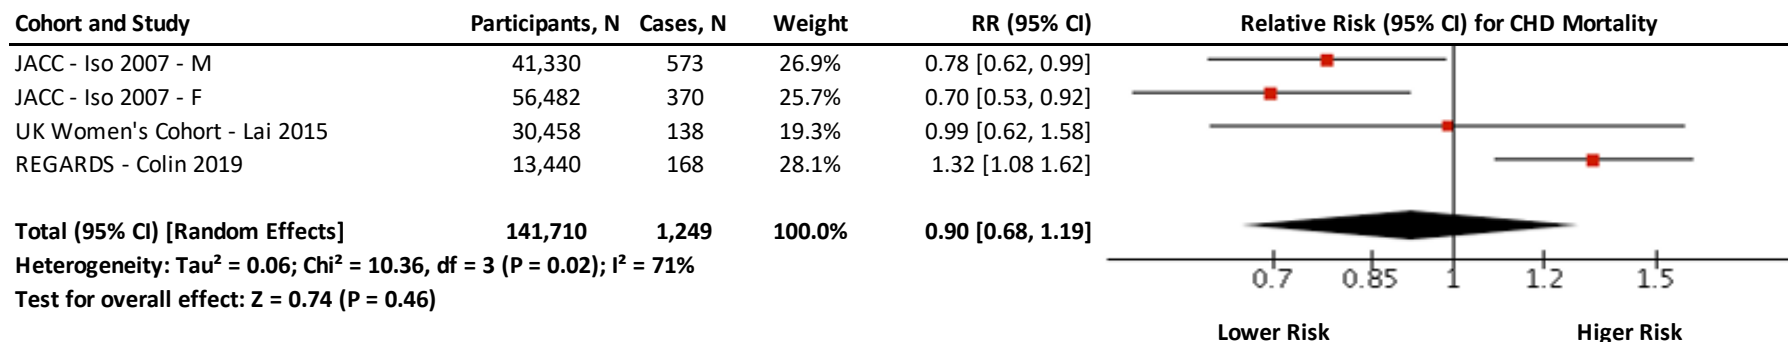 Cohort and Study Participants, N Cases, N Weight RR (95% CI) Relative Risk (95% CI) for CHD Mortality
JACC - Iso 2007 - M 41,330 573 26.9% 0.78 [0.62, 0.99]
JACC - Iso 2007 - F 56,482 370 25.7% 0.70 [0.53, 0.92]
UK Women's Cohort - Lai 2015 30,458 138 19.3% 0.99 [0.62, 1.58]
REGARDS - Colin 2019 13,440 168 28.1% 1.32 [1.08 1.62]
Total (95% CI) [Random Effects] 141,710 1,249 100.0% 0.90 [0.68, 1.19]
Heterogeneity: Tau² = 0.06; Chi² = 10.36, df = 3 (P = 0.02); I² = 71%
0.7 0.85 1 1.2 1.5
Test for overall effect: Z = 0.74 (P = 0.46)
Lower Risk Higer Risk